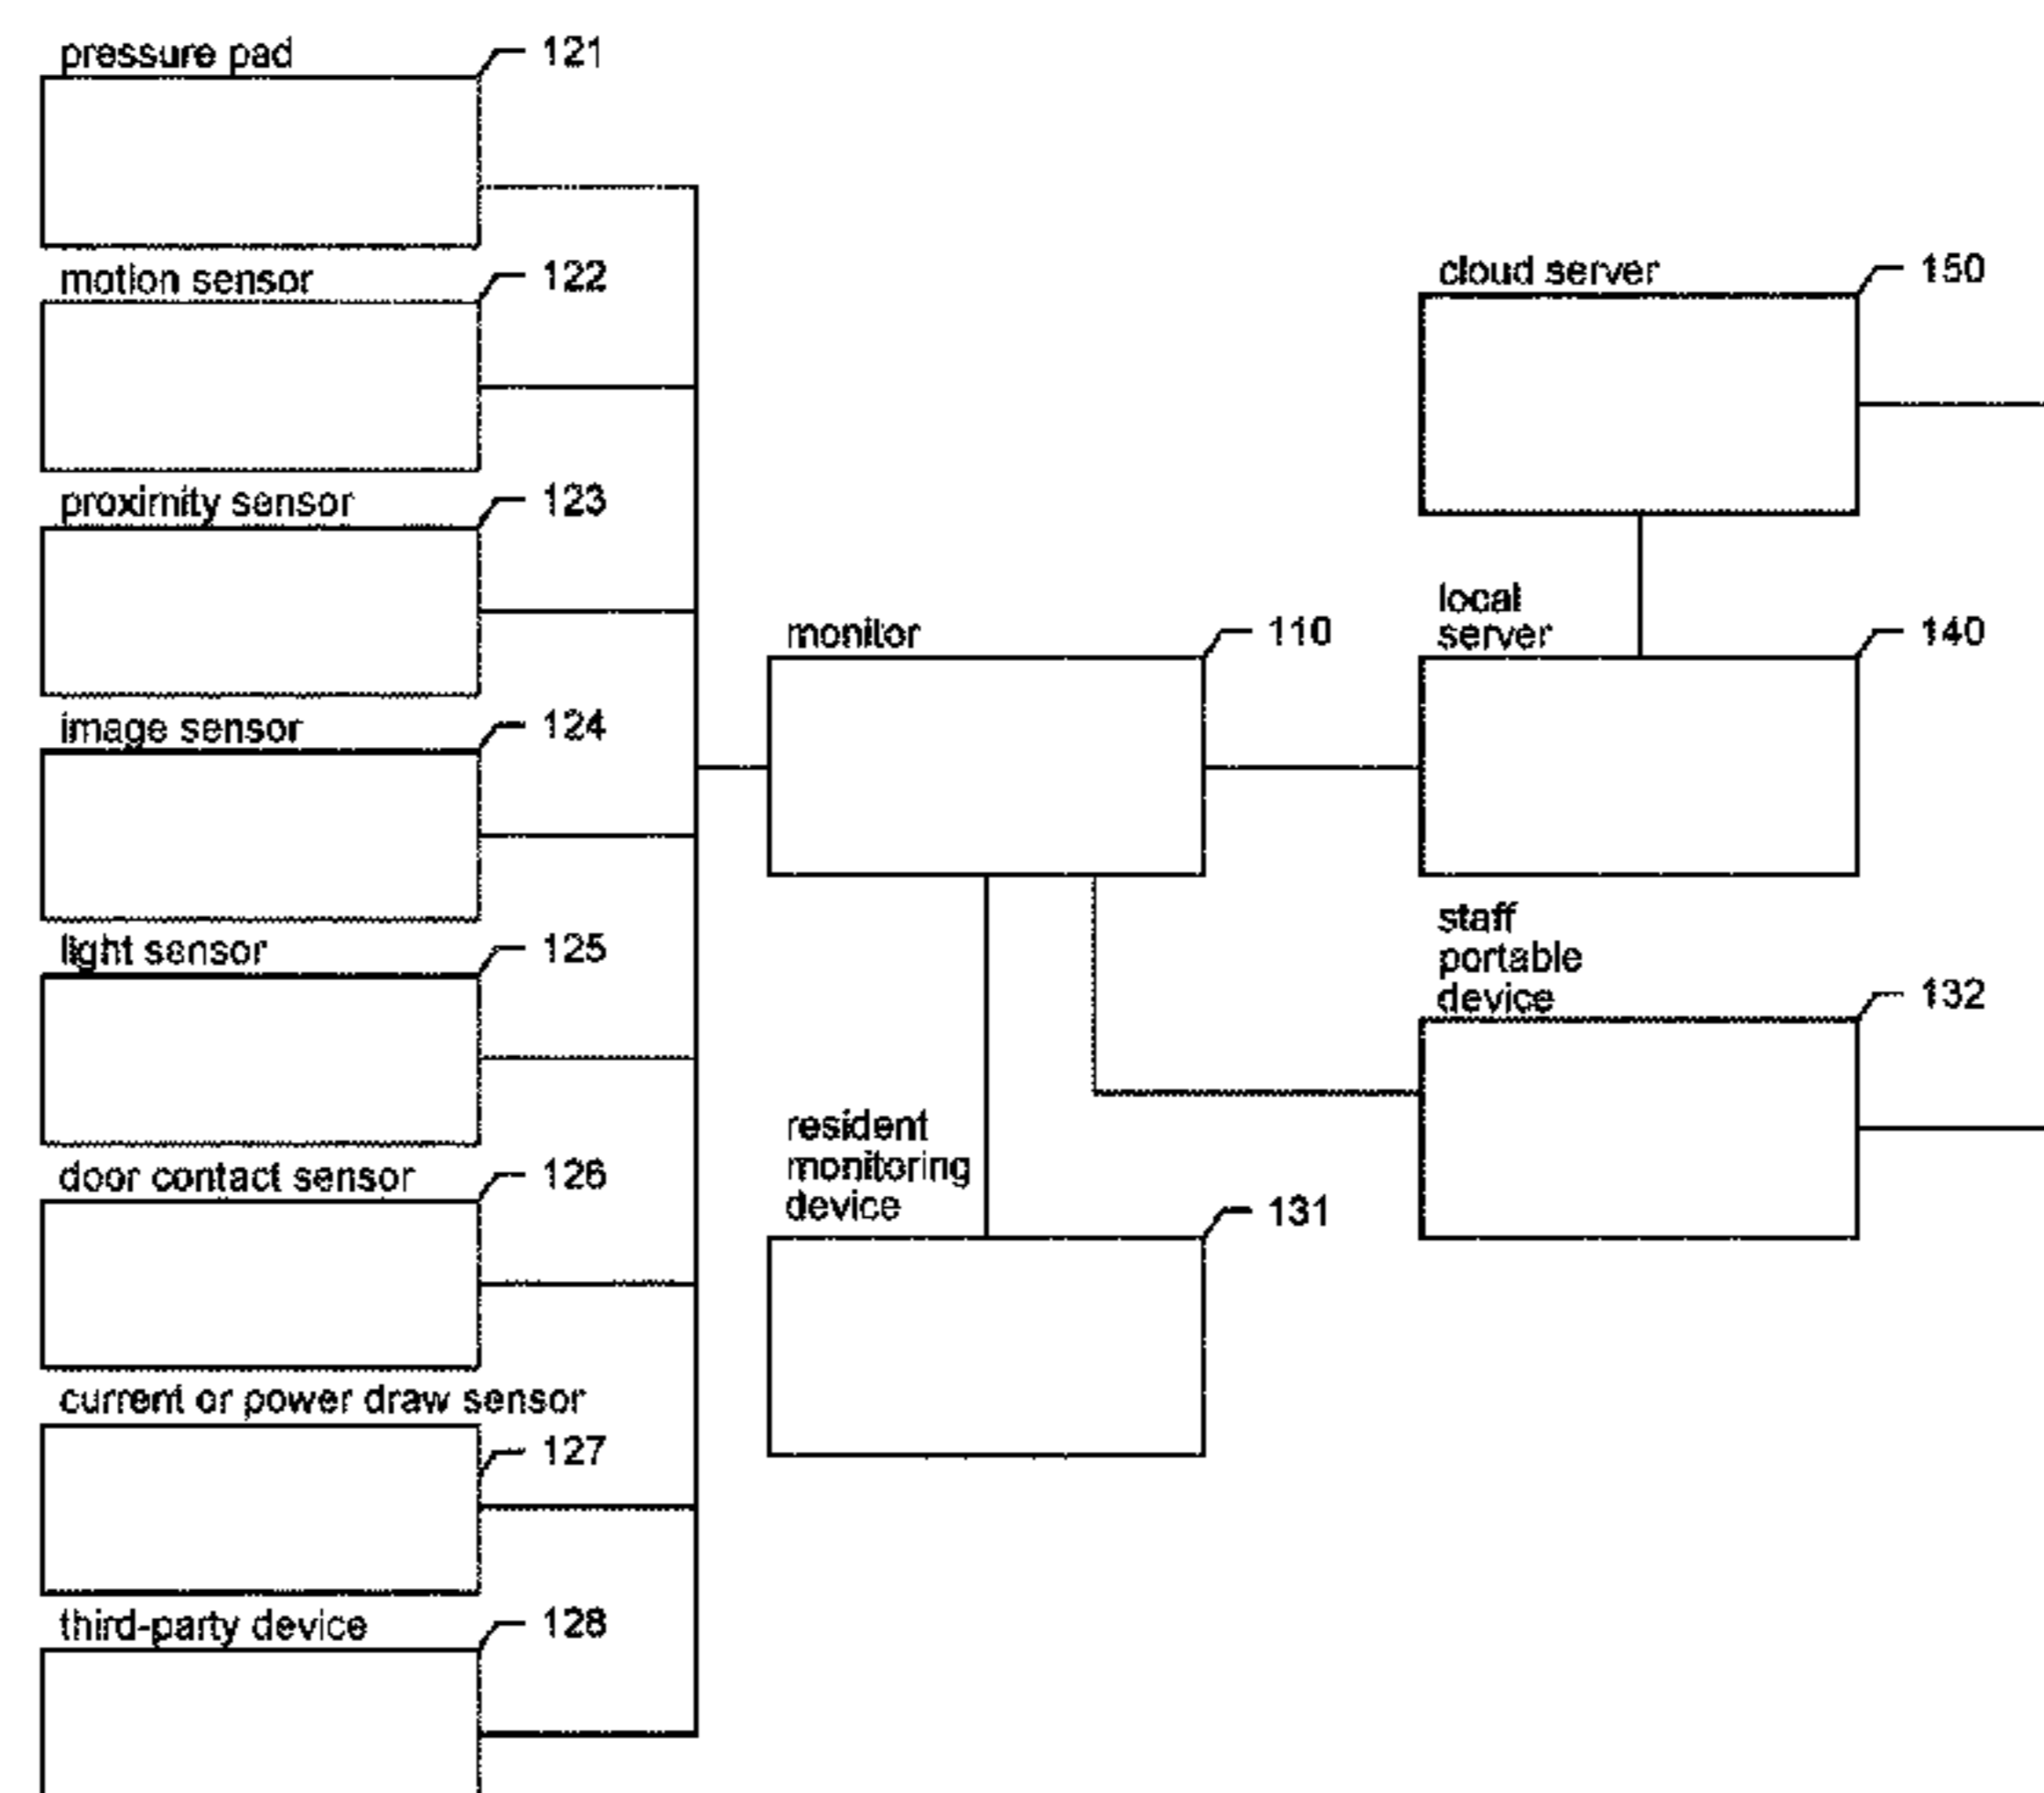 pressure pad
121
motion sensor
122
proximity sensor
123
image sensor
124
light sensor
125
door contact sensor
126
current or power draw sensor
127
third-party device
128
monitor
110
resident
monitoring
device
131
cloud server
150
local
server
140
staff
portable
device
132